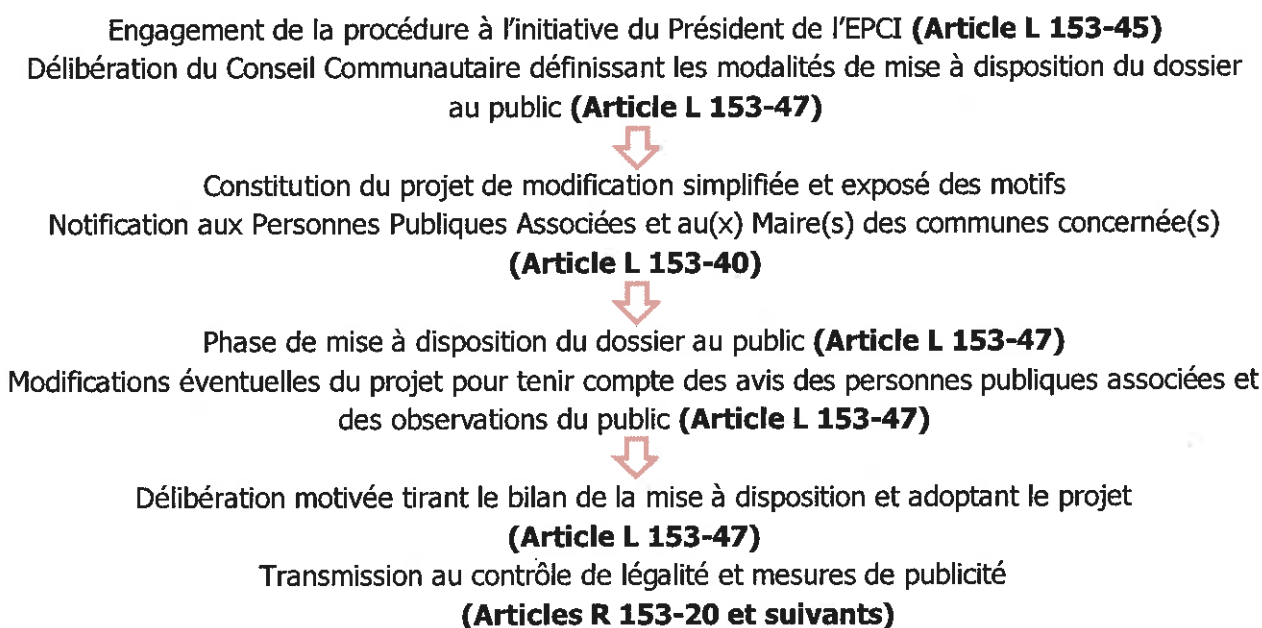 Engagement de la procédure à l'initiative du Président de l'EPCI (Article L 153-45)
Délibération du Conseil Communautaire définissant les modalités de mise à disposition du dossier
au public (Article L 153-47)
Constitution du projet de modification simplifiée et exposé des motifs
Notification aux Personnes Publiques Associées et au(x) Maire(s) des communes concernée(s)
(Article L 153-40)
Phase de mise à disposition du dossier au public (Article L 153-47)
Modifications éventuelles du projet pour tenir compte des avis des personnes publiques associées et
des observations du public (Article L 153-47)
Délibération motivée tirant le bilan de la mise à disposition et adoptant le projet
(Article L 153-47)
Transmission au contrôle de légalité et mesures de publicité
(Articles R 153-20 et suivants)